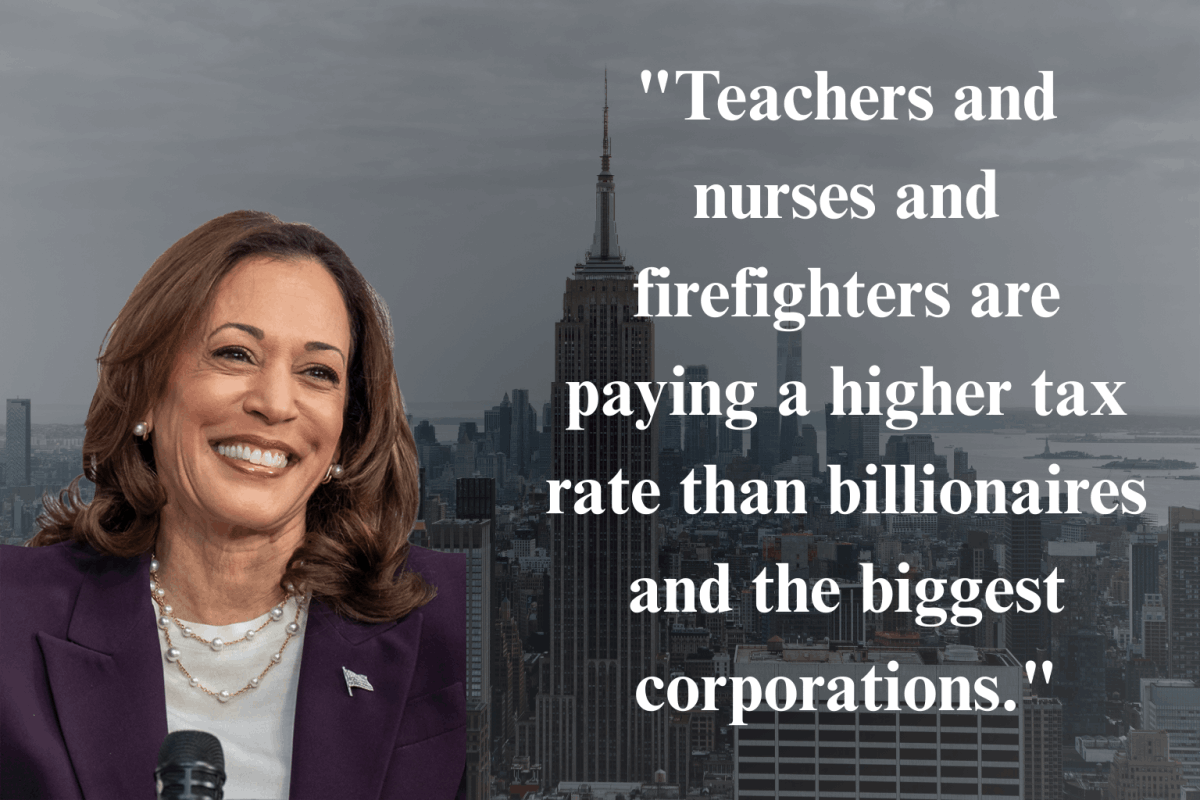 "Teachers and
nurses and
firefighters are
paying a higher tax
rate than billionaires
and the biggest
corporations."